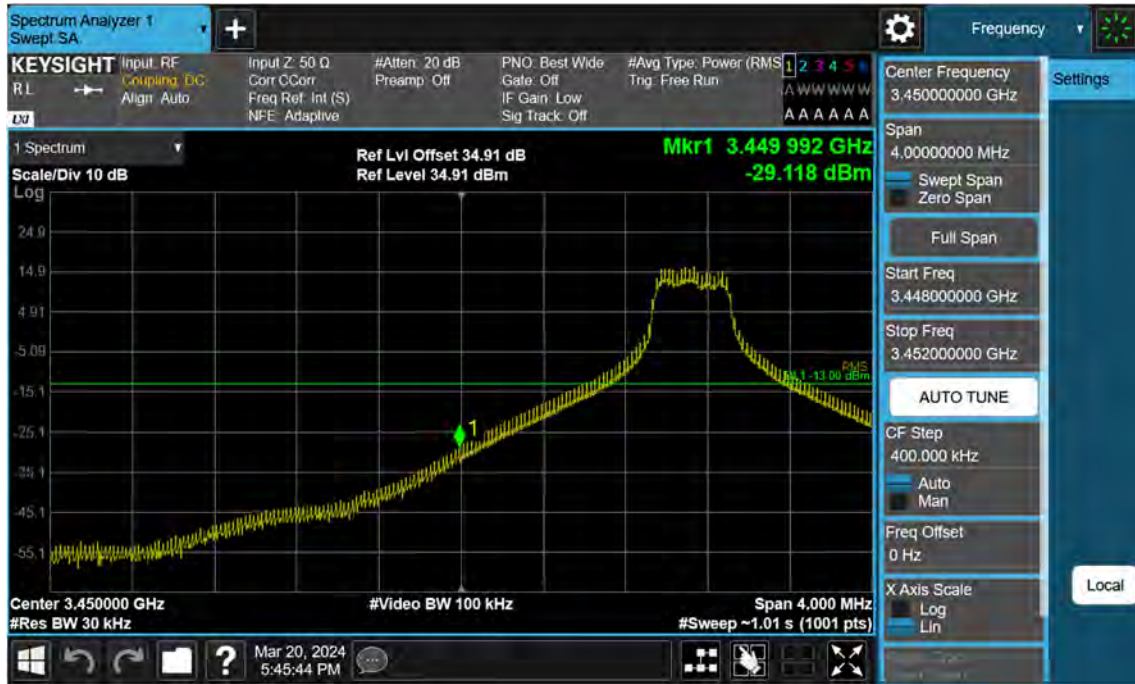 Spectrum Analyzer 1
Swept SA
+
Frequency
KEYSIGHT
RL
LXI
Input: RF
Coupling: DC
Align: Auto
Input Z: 50 Ω
Corr CCorr
Freq Ref: Int (S)
NFE: Adaptive
#Atten: 20 dB
Preamp: Off
PNO: Best Wide
Gate: Off
IF Gain: Low
Sig Track: Off
#Avg Type: Power (RMS
Trig: Free Run
1 2 3 4 5 6
A W W W W W
A A A A A A
1 Spectrum
Scale/Div 10 dB
Log
Ref Lvl Offset 34.91 dB
Ref Level 34.91 dBm
Mkr1 3.449 992 GHz
-29.118 dBm
24.9
14.9
4.91
-5.09
-15.1
-25.1
-35.1
-45.1
-55.1
1
RMS
DL1 -13.00 dBm
Center 3.450000 GHz
#Res BW 30 kHz
#Video BW 100 kHz
Span 4.000 MHz
#Sweep ~1.01 s (1001 pts)
Center Frequency
3.450000000 GHz
Settings
Span
4.00000000 MHz
Swept Span
Zero Span
Full Span
Start Freq
3.448000000 GHz
Stop Freq
3.452000000 GHz
AUTO TUNE
CF Step
400.000 kHz
Auto
Man
Freq Offset
0 Hz
X Axis Scale
Log
Lin
Local
?
Mar 20, 2024
5:45:44 PM